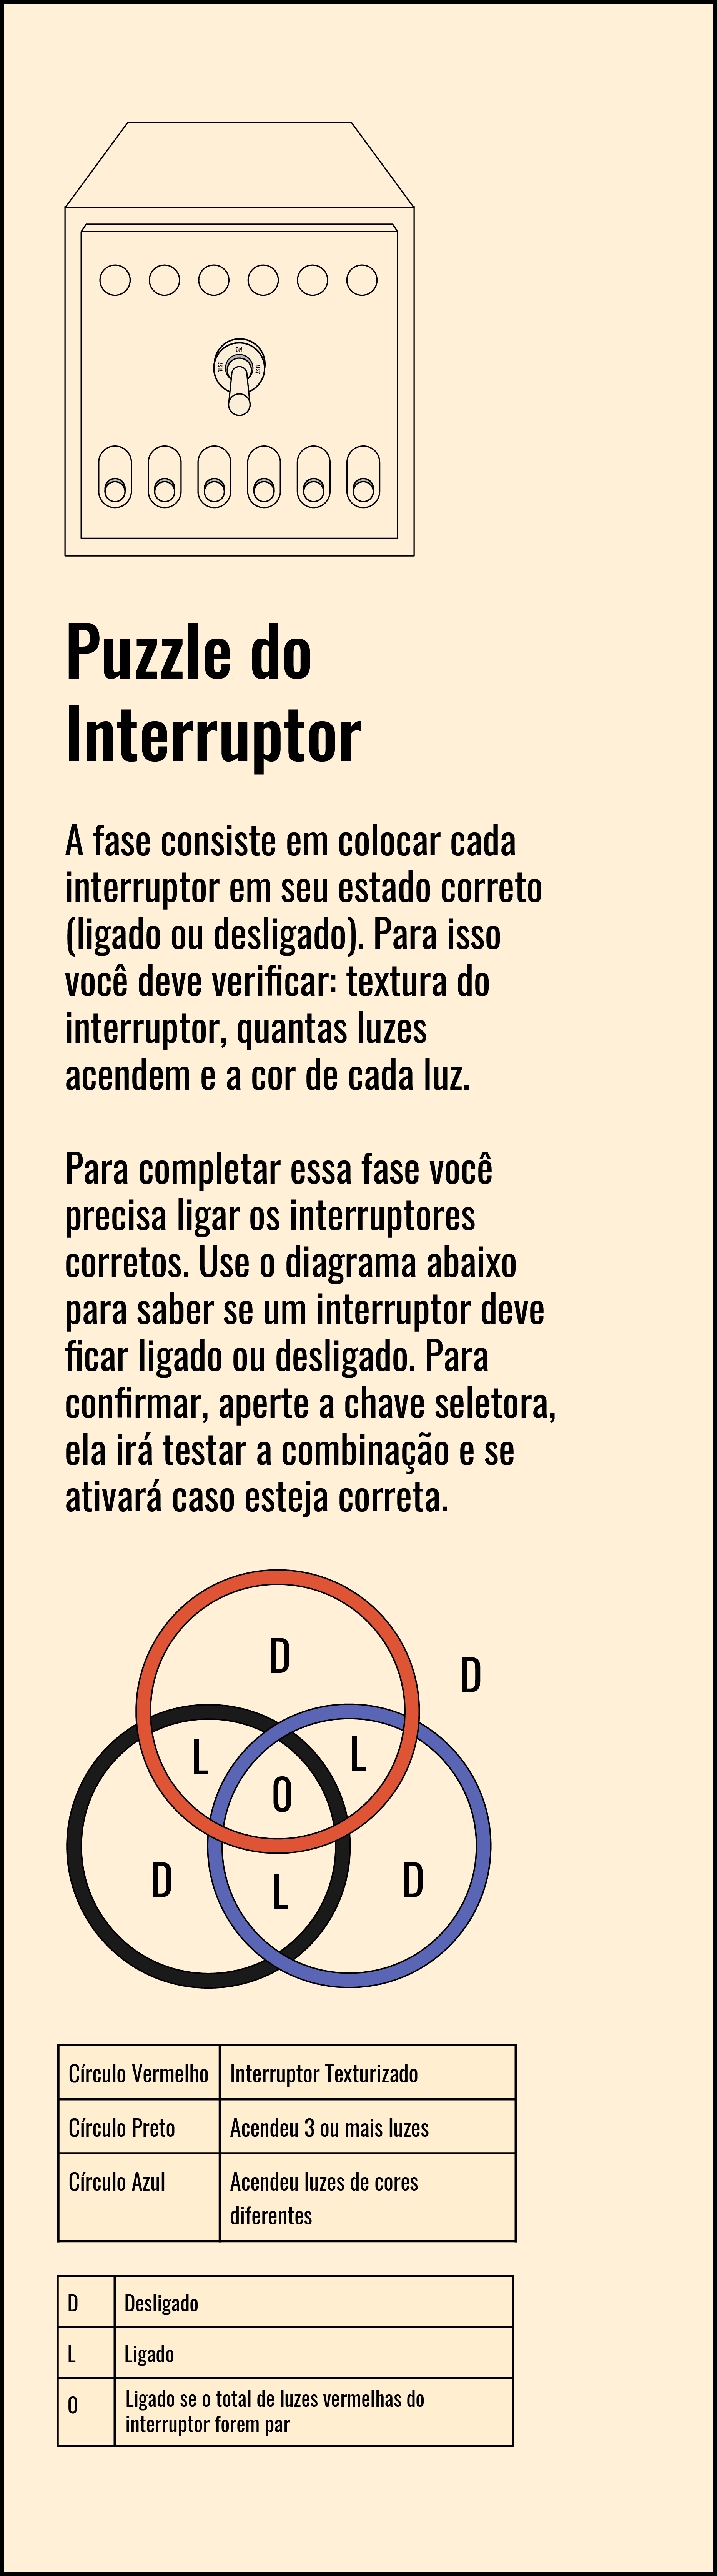 ON
TEST
TEST
Puzzle do
Interruptor
A fase consiste em colocar cada
interruptor em seu estado correto
(ligado ou desligado). Para isso
você deve verificar: textura do
interruptor, quantas luzes
acendem e a cor de cada luz.
Para completar essa fase você
precisa ligar os interruptores
corretos. Use o diagrama abaixo
para saber se um interruptor deve
ficar ligado ou desligado. Para
confirmar, aperte a chave seletora,
ela irá testar a combinação e se
ativará caso esteja correta.
D
D
L
L
O
D
L
D
Círculo Vermelho Interruptor Texturizado
Círculo Preto Acendeu 3 ou mais luzes
Círculo Azul Acendeu luzes de cores
diferentes
D Desligado
L Ligado
O Ligado se o total de luzes vermelhas do
interruptor forem par